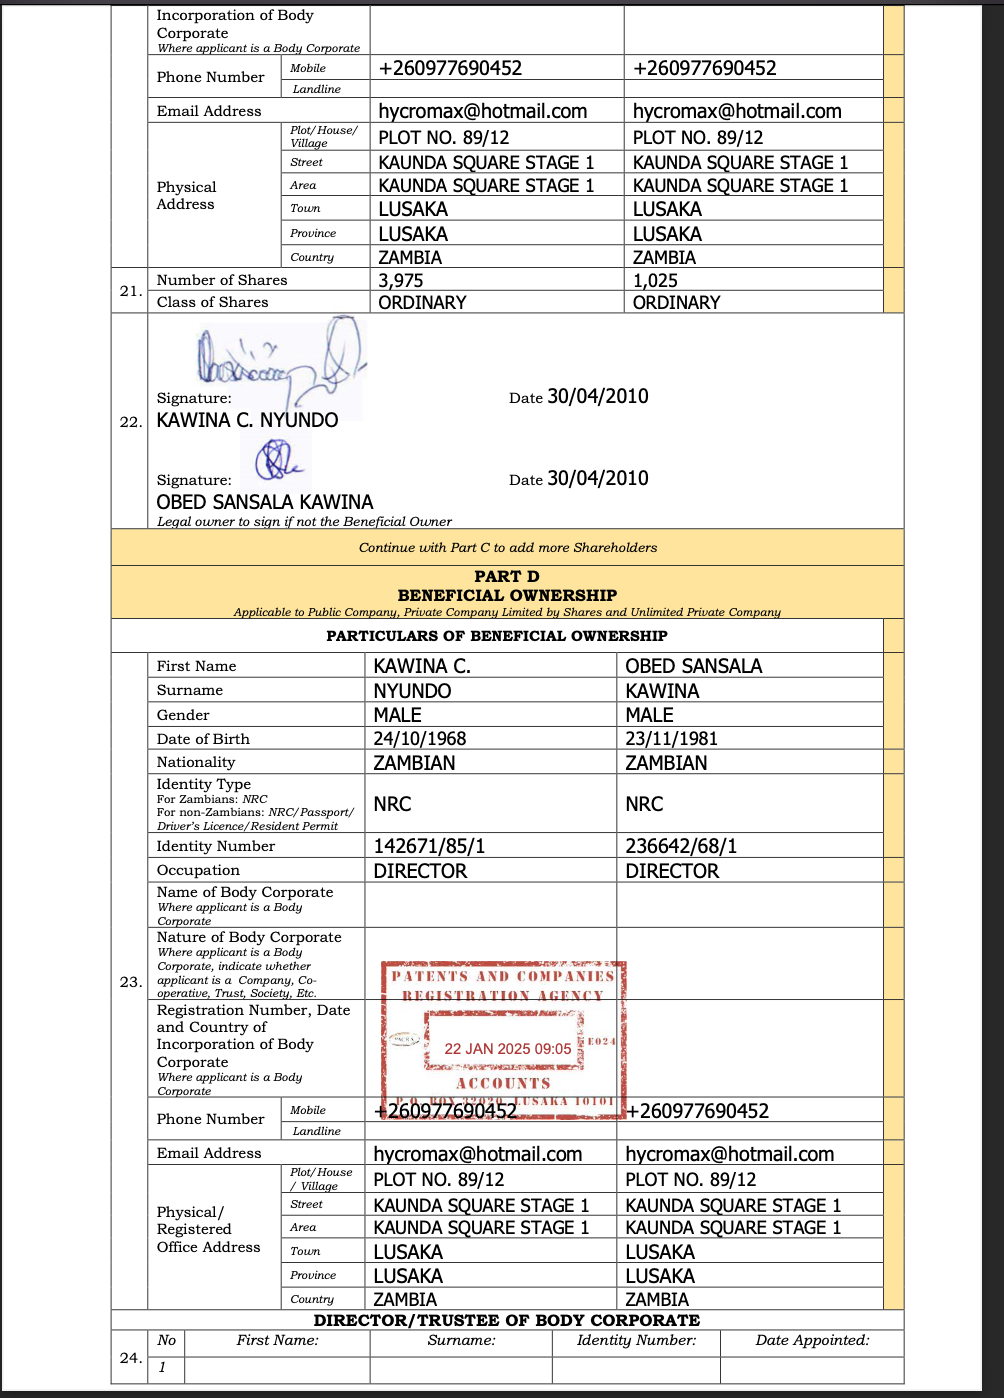 Incorporation of Body
Corporate
Where applicant is a Body Corporate
Phone Number Mobile +260977690452 +260977690452
Landline
Email Address hycromax@hotmail.com hycromax@hotmail.com
Physical Address Plot/House/ Village PLOT NO. 89/12 PLOT NO. 89/12
Street KAUNDA SQUARE STAGE 1 KAUNDA SQUARE STAGE 1
Area KAUNDA SQUARE STAGE 1 KAUNDA SQUARE STAGE 1
Town LUSAKA LUSAKA
Province LUSAKA LUSAKA
Country ZAMBIA ZAMBIA
21. Number of Shares 3,975 1,025
Class of Shares ORDINARY ORDINARY
22.
Signature: Date 30/04/2010
KAWINA C. NYUNDO
Signature: Date 30/04/2010
OBED SANSALA KAWINA
Legal owner to sign if not the Beneficial Owner
Continue with Part C to add more Shareholders
PART D
BENEFICIAL OWNERSHIP
Applicable to Public Company, Private Company Limited by Shares and Unlimited Private Company
PARTICULARS OF BENEFICIAL OWNERSHIP
23.
First Name KAWINA C. OBED SANSALA
Surname NYUNDO KAWINA
Gender MALE MALE
Date of Birth 24/10/1968 23/11/1981
Nationality ZAMBIAN ZAMBIAN
Identity Type
For Zambians: NRC
For non-Zambians: NRC/Passport/
Driver's Licence/Resident Permit
NRC NRC
Identity Number 142671/85/1 236642/68/1
Occupation DIRECTOR DIRECTOR
Name of Body Corporate
Where applicant is a Body
Corporate
Nature of Body Corporate
Where applicant is a Body
Corporate, indicate whether
applicant is a Company, Co-
operative, Trust, Society, Etc.
Registration Number, Date
and Country of
Incorporation of Body
Corporate
Where applicant is a Body
Corporate
PATENTS AND COMPANIES
REGISTRATION AGENCY
PACRA
22 JAN 2025 09:05
E024
ACCOUNTS
P.O. BOX 32020, LUSAKA 10101
Phone Number Mobile +260977690452 +260977690452
Landline
Email Address hycromax@hotmail.com hycromax@hotmail.com
Physical/ Registered Office Address Plot/House / Village PLOT NO. 89/12 PLOT NO. 89/12
Street KAUNDA SQUARE STAGE 1 KAUNDA SQUARE STAGE 1
Area KAUNDA SQUARE STAGE 1 KAUNDA SQUARE STAGE 1
Town LUSAKA LUSAKA
Province LUSAKA LUSAKA
Country ZAMBIA ZAMBIA
DIRECTOR/TRUSTEE OF BODY CORPORATE
24. No First Name: Surname: Identity Number: Date Appointed:
1